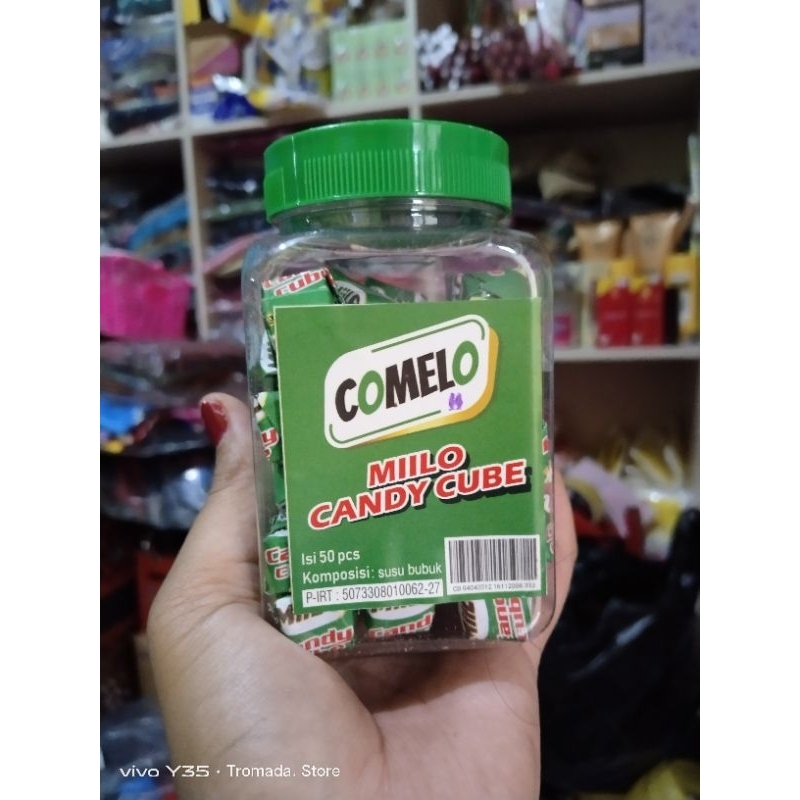 COMELO
MIILO
CANDY CUBE
Isi 50 pcs
Komposisi : susu bubuk
P-IRT : 5073308010062-27
vivo Y35 · Tromada. Store